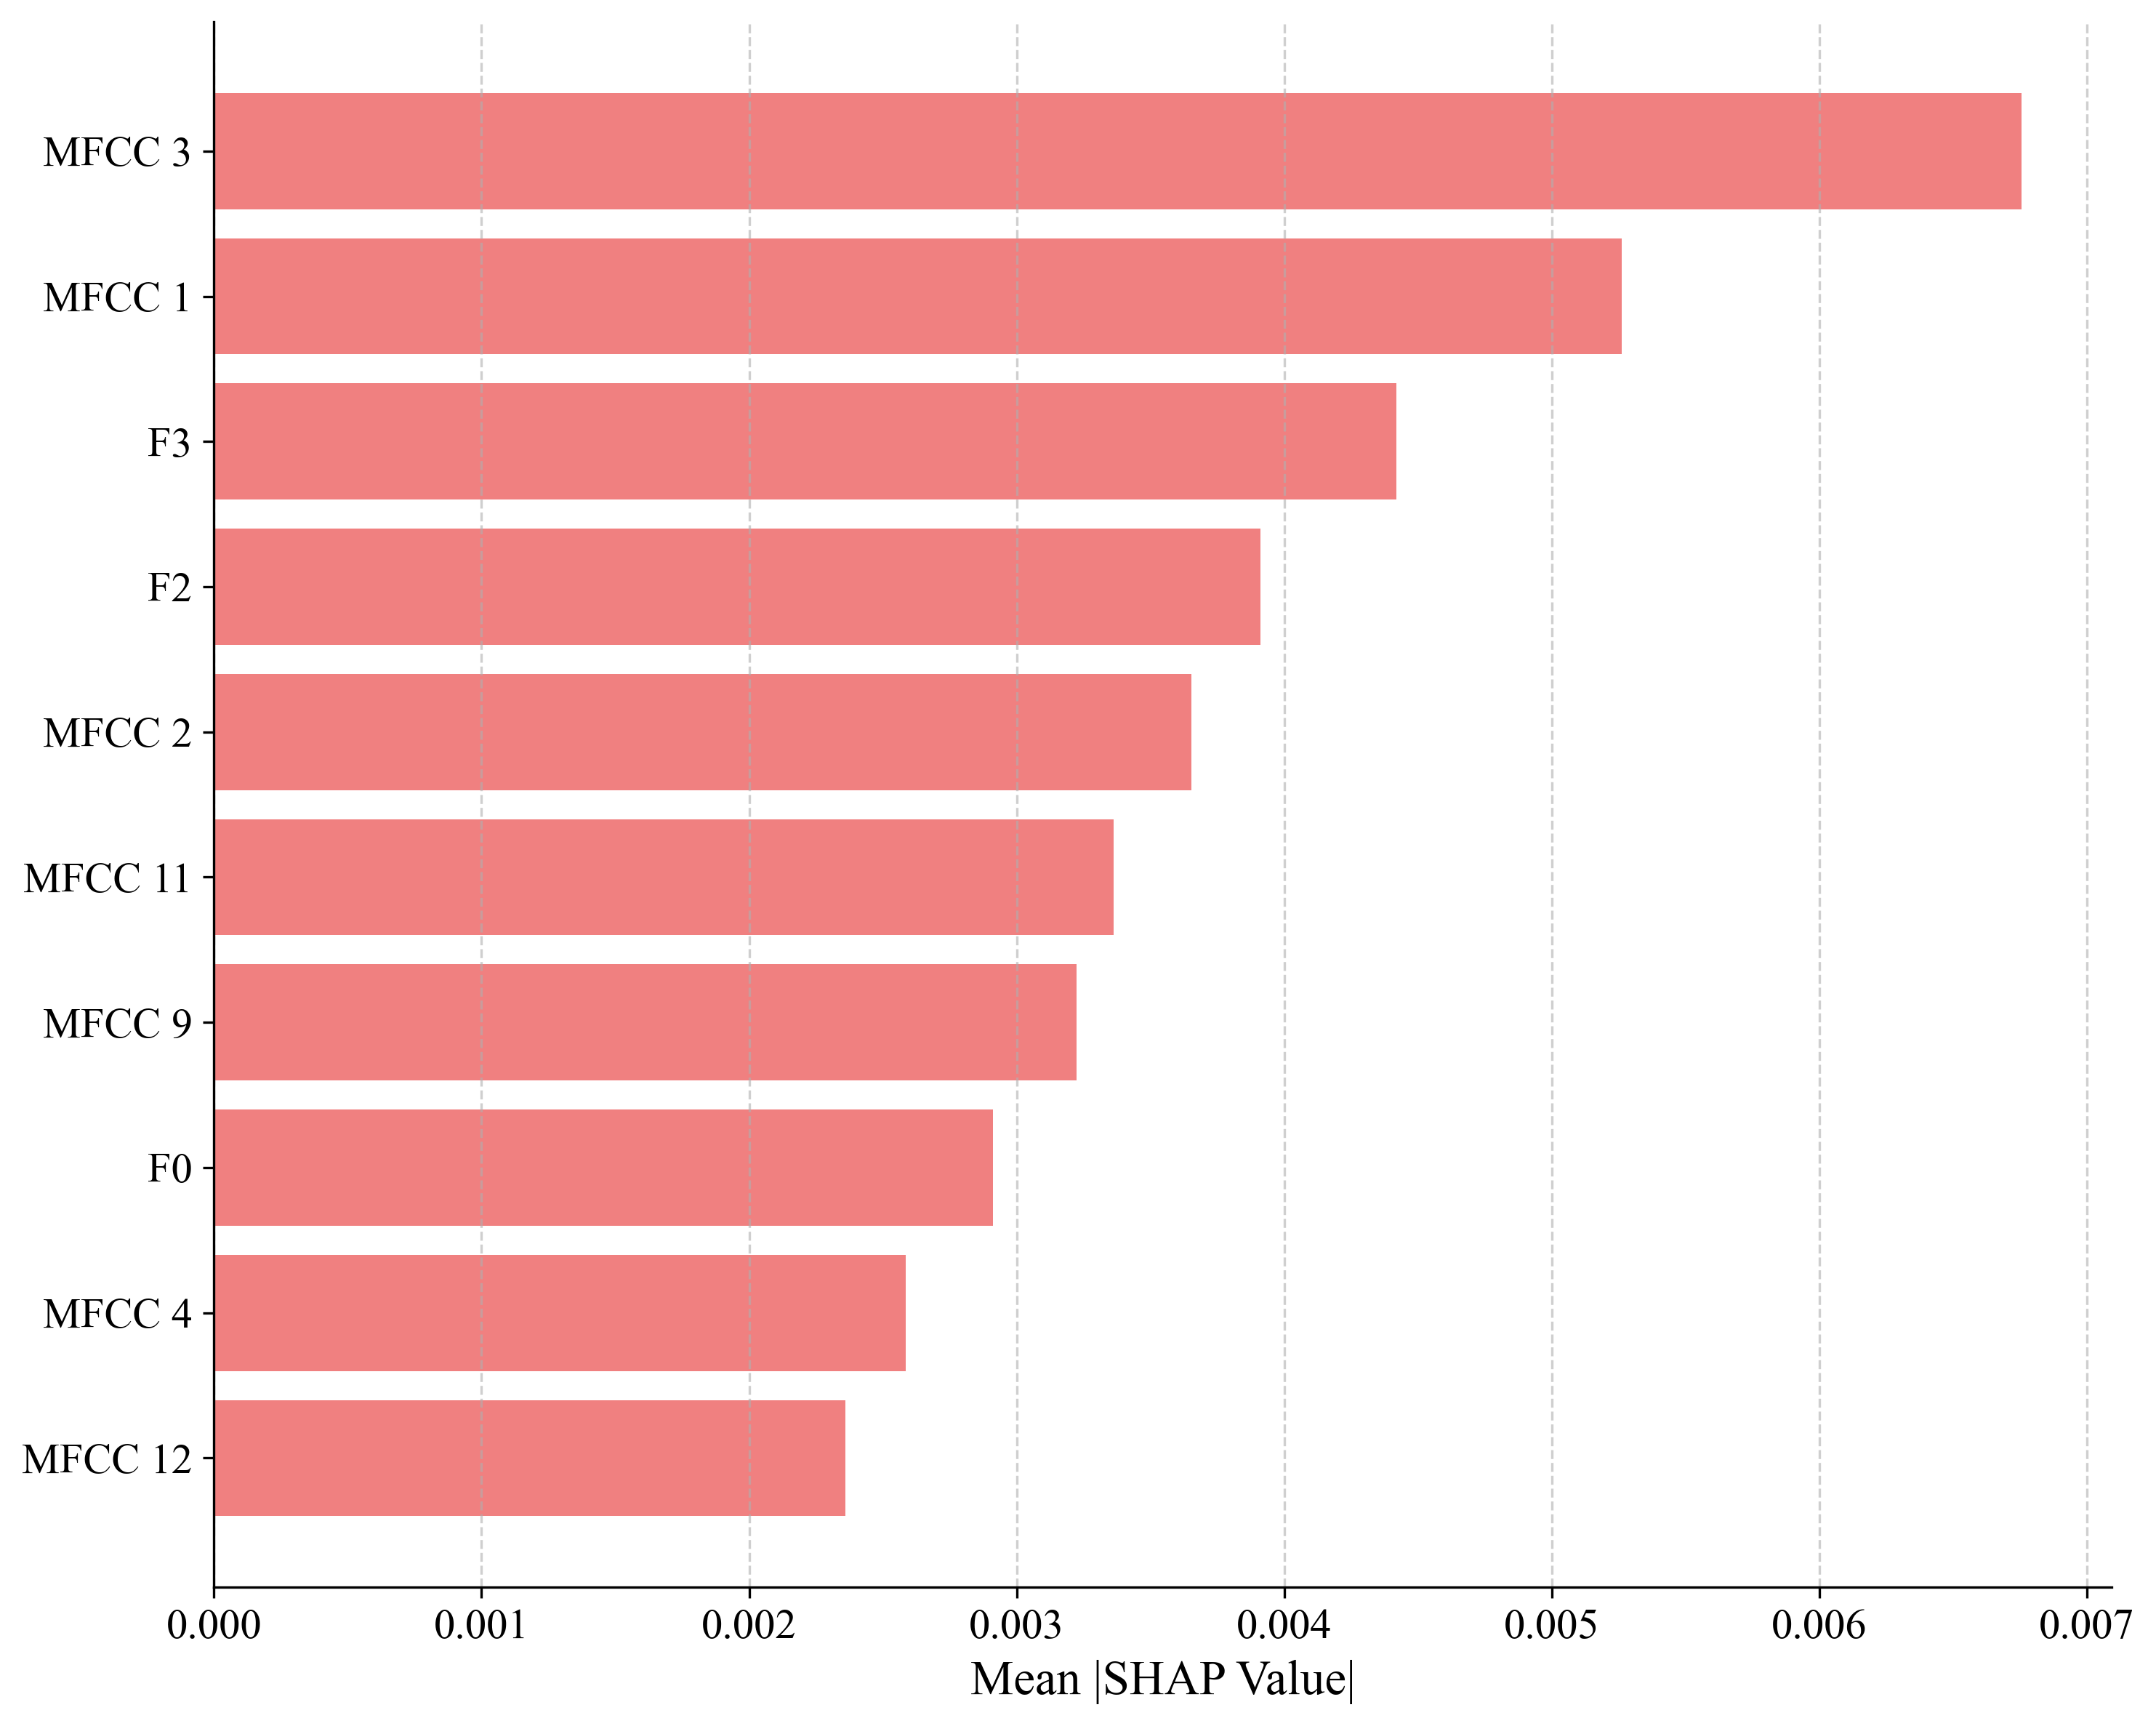 MFCC 3
MFCC 1
F3
F2
MFCC 2
MFCC 11
MFCC 9
F0
MFCC 4
MFCC 12
0.000 0.001 0.002 0.003 0.004 0.005 0.006 0.007
Mean |SHAP Value|